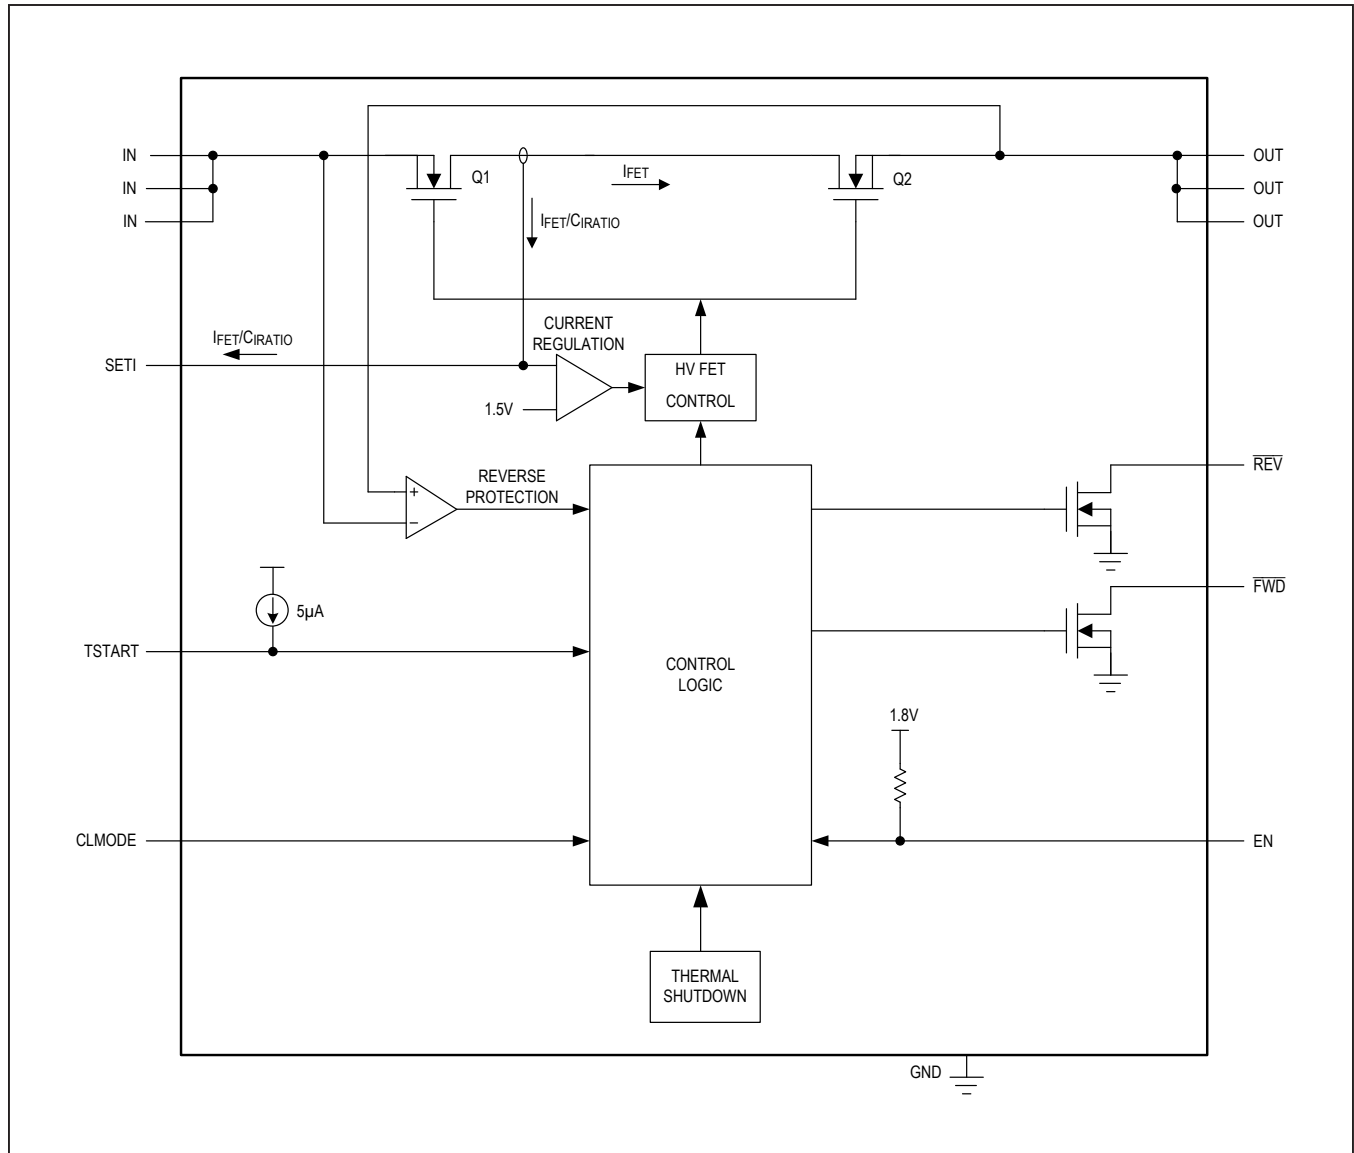 IN
IN
IN
Q1
IFET
Q2
OUT
OUT
OUT
IFET/CIRATIO
IFET/CIRATIO
SETI
CURRENT
REGULATION
1.5V
HV FET
CONTROL
REVERSE
PROTECTION
+
−
REV
5µA
FWD
TSTART
CONTROL
LOGIC
1.8V
CLMODE
EN
THERMAL
SHUTDOWN
GND